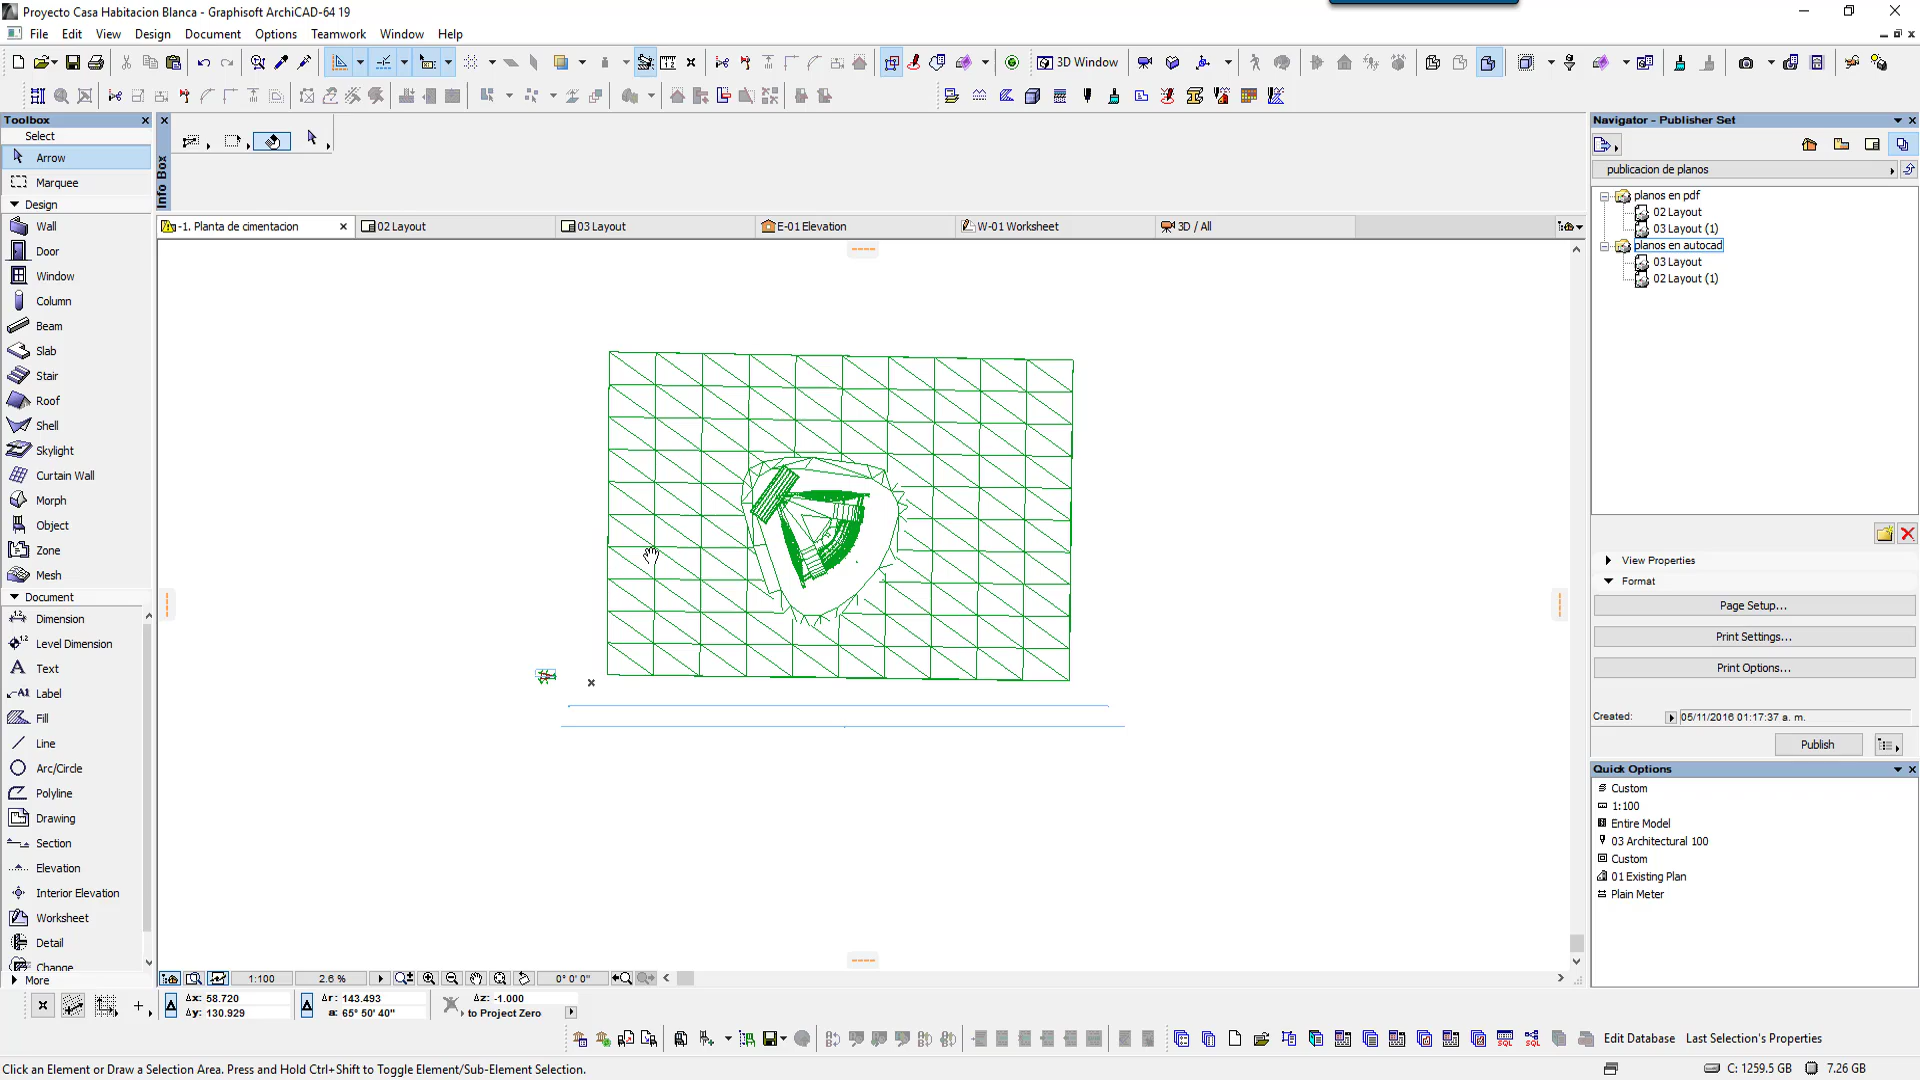 Proyecto Casa Habitacion Blanca - Graphisoft ArchiCAD-64 19
File Edit View Design Document Options Teamwork Window Help
3D Window
Toolbox
Select
Arrow
Marquee
Design
Wall
Door
Window
Column
Beam
Slab
Stair
Roof
Shell
Skylight
Curtain Wall
Morph
Object
Zone
Mesh
Document
Dimension
Level Dimension
Text
Label
Fill
Line
Arc/Circle
Polyline
Drawing
Section
Elevation
Interior Elevation
Worksheet
Detail
Change
More
Info Box
-1. Planta de cimentacion
02 Layout
03 Layout
E-01 Elevation
W-01 Worksheet
3D / All
Navigator - Publisher Set
publicacion de planos
planos en pdf
02 Layout
03 Layout (1)
planos en autocad
03 Layout
02 Layout (1)
View Properties
Format
Page Setup...
Print Settings...
Print Options...
Created:
05/11/2016 01:17:37 a. m.
Publish
Quick Options
Custom
1:100
Entire Model
03 Architectural 100
Custom
01 Existing Plan
Plain Meter
1:100
2.6 %
0° 0' 0"
Δx: 58.720
Δy: 130.929
Δr: 143.493
a: 65° 50' 40"
Δz: -1.000
to Project Zero
Edit Database
Last Selection's Properties
Click an Element or Draw a Selection Area. Press and Hold Ctrl+Shift to Toggle Element/Sub-Element Selection.
C: 1259.5 GB
7.26 GB